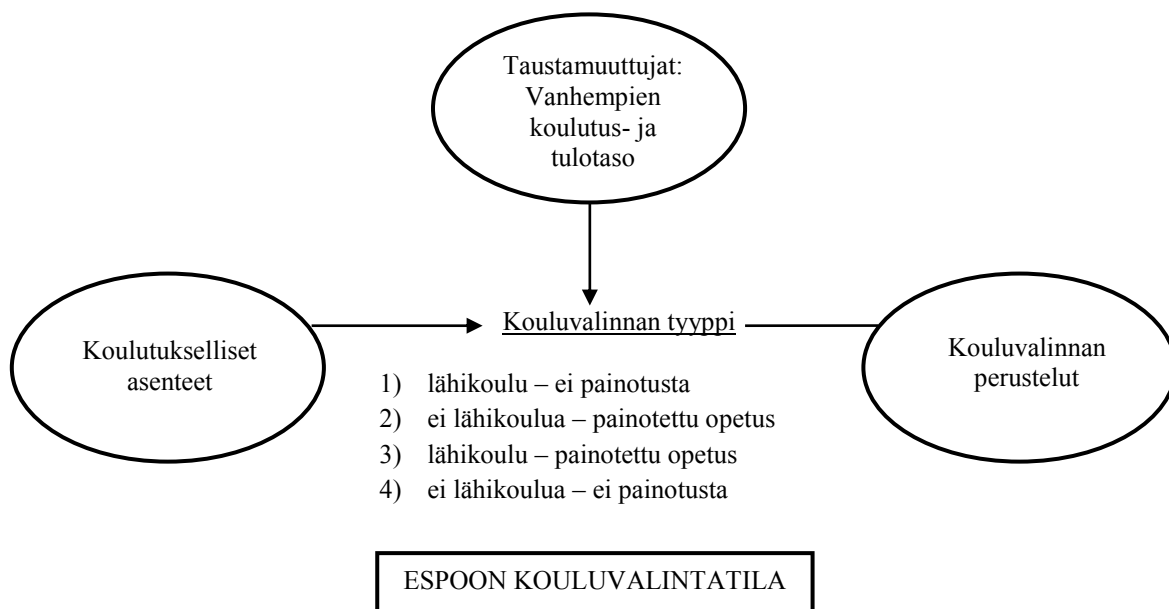 Taustamuuttujat:
Vanhempien
koulutus- ja
tulotaso
Koulutukselliset
asenteet
Kouluvalinnan tyyppi
1) lähikoulu – ei painotusta
2) ei lähikoulua – painotettu opetus
3) lähikoulu – painotettu opetus
4) ei lähikoulua – ei painotusta
Kouluvalinnan
perustelut
ESPOON KOULUVALINTATILA